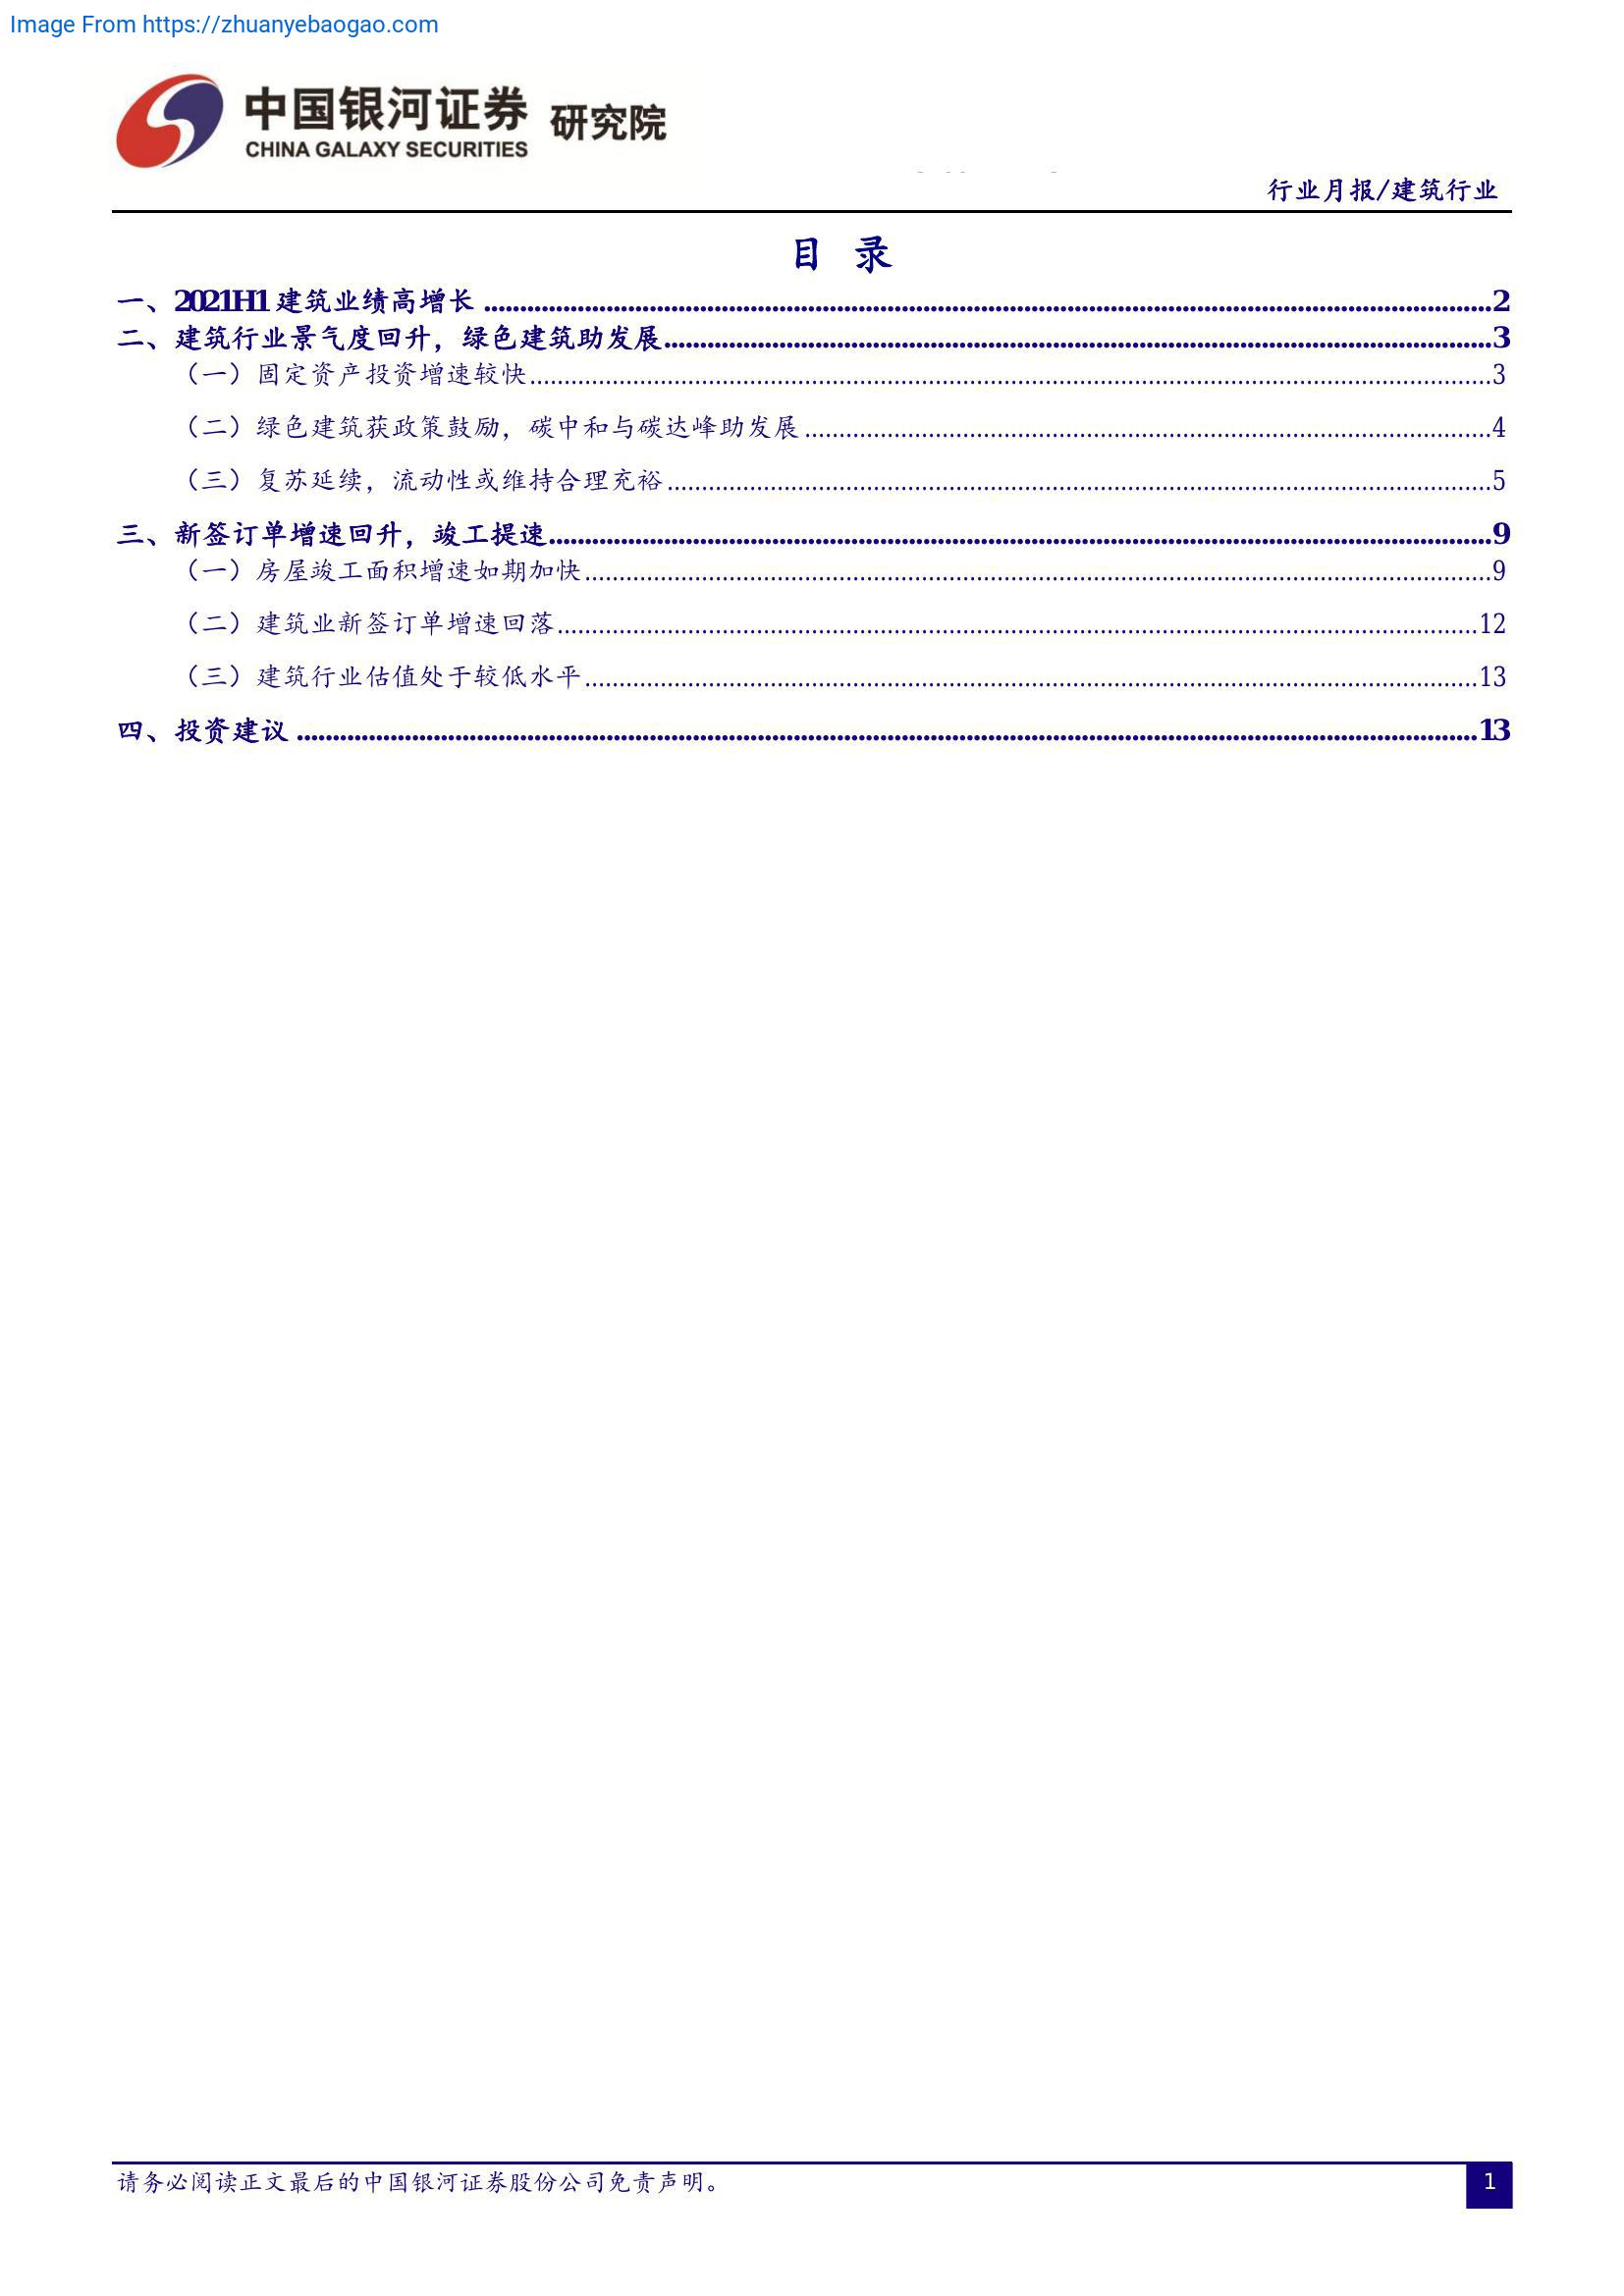 Image From https://zhuanyebaogao.com
中国银河证券 研究院
CHINA GALAXY SECURITIES
行业月报/建筑行业
目 录
一、2021H1 建筑业绩高增长 ........ 2
二、建筑行业景气度回升，绿色建筑助发展 ........ 3
（一）固定资产投资增速较快 ........ 3
（二）绿色建筑获政策鼓励，碳中和与碳达峰助发展 ........ 4
（三）复苏延续，流动性或维持合理充裕 ........ 5
三、新签订单增速回升，竣工提速 ........ 9
（一）房屋竣工面积增速如期加快 ........ 9
（二）建筑业新签订单增速回落 ........ 12
（三）建筑行业估值处于较低水平 ........ 13
四、投资建议 ........ 13
请务必阅读正文最后的中国银河证券股份公司免责声明。
1